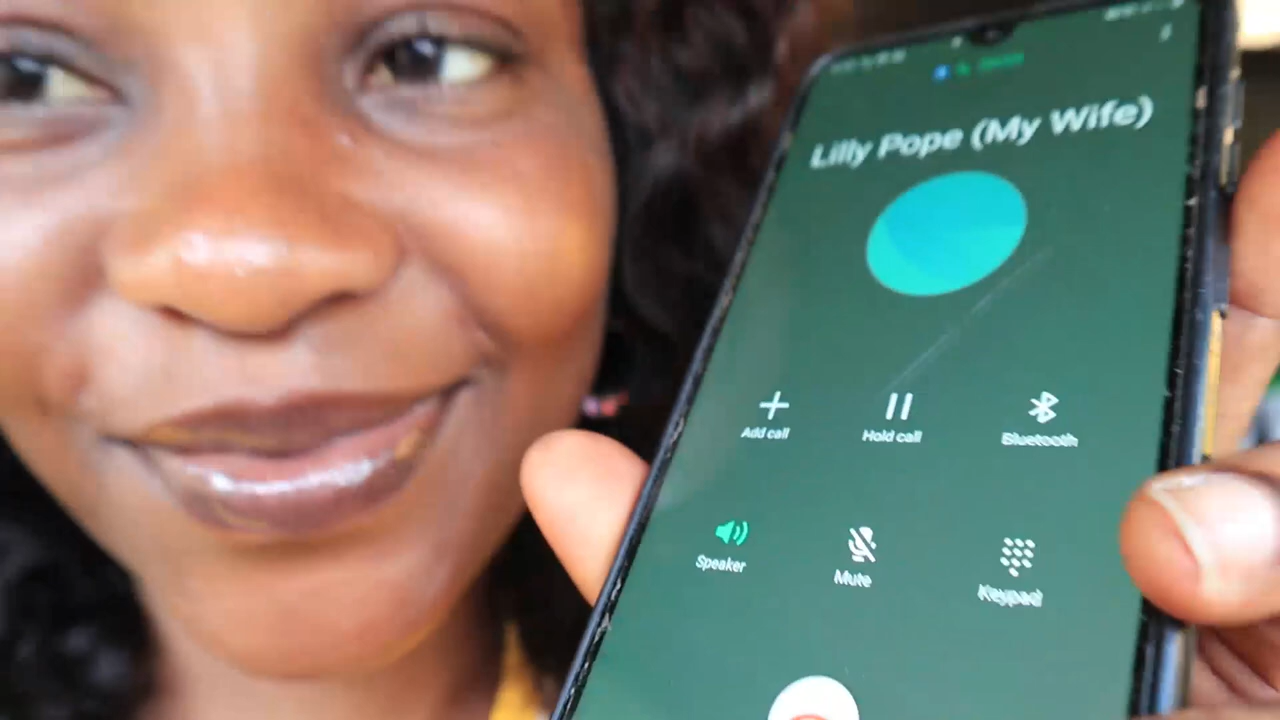 Lilly Pope (My Wife)
Add call
Hold call
Bluetooth
Speaker
Mute
Keypad